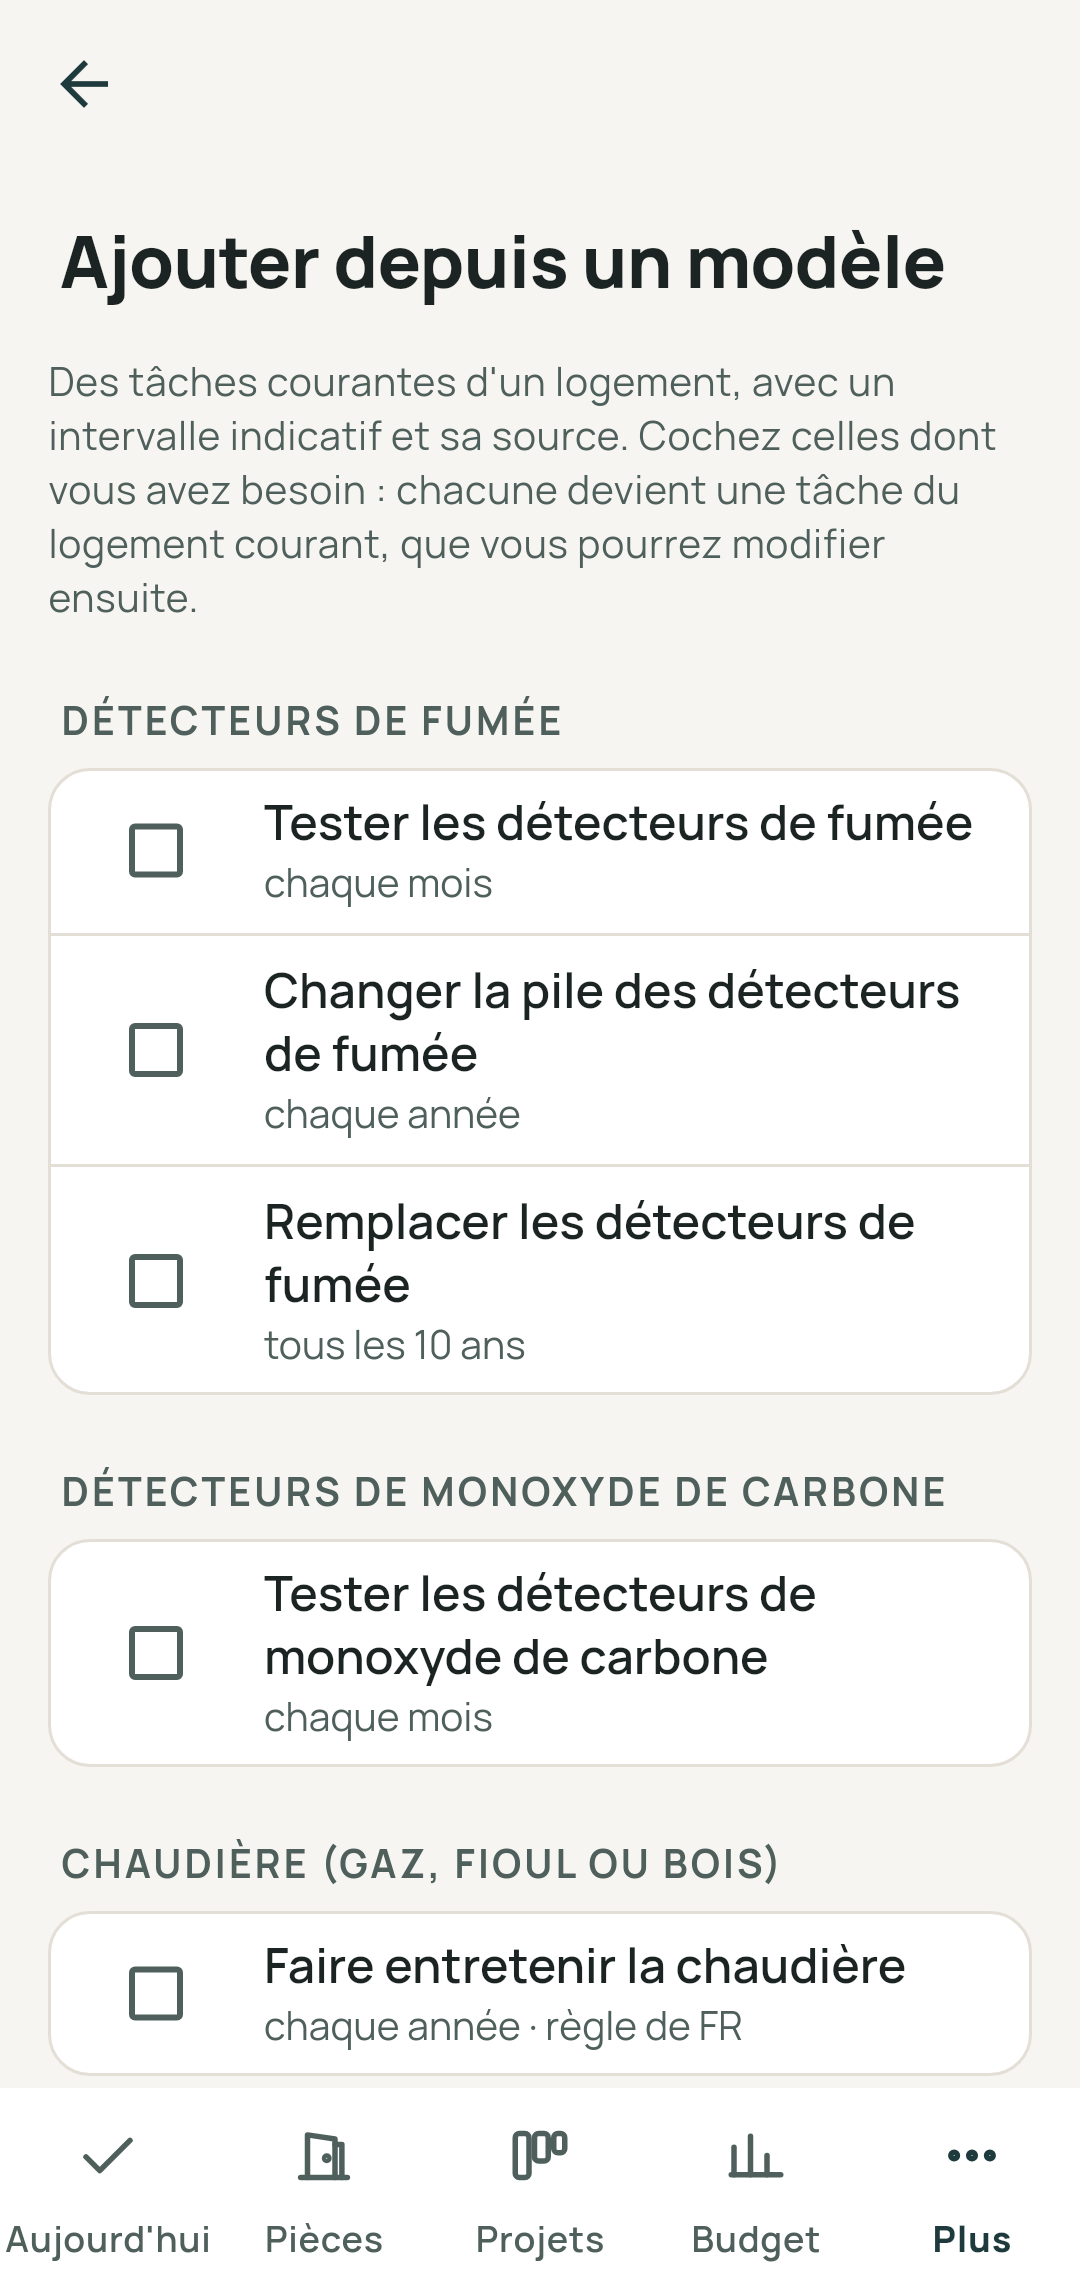 Ajouter depuis un modèle
Des tâches courantes d'un logement, avec un
intervalle indicatif et sa source. Cochez celles dont
vous avez besoin : chacune devient une tâche du
logement courant, que vous pourrez modifier
ensuite.
DÉTECTEURS DE FUMÉE
Tester les détecteurs de fumée
chaque mois
Changer la pile des détecteurs
de fumée
chaque année
Remplacer les détecteurs de
fumée
tous les 10 ans
DÉTECTEURS DE MONOXYDE DE CARBONE
Tester les détecteurs de
monoxyde de carbone
chaque mois
CHAUDIÈRE (GAZ, FIOUL OU BOIS)
Faire entretenir la chaudière
chaque année · règle de FR
Aujourd'hui Pièces Projets Budget Plus